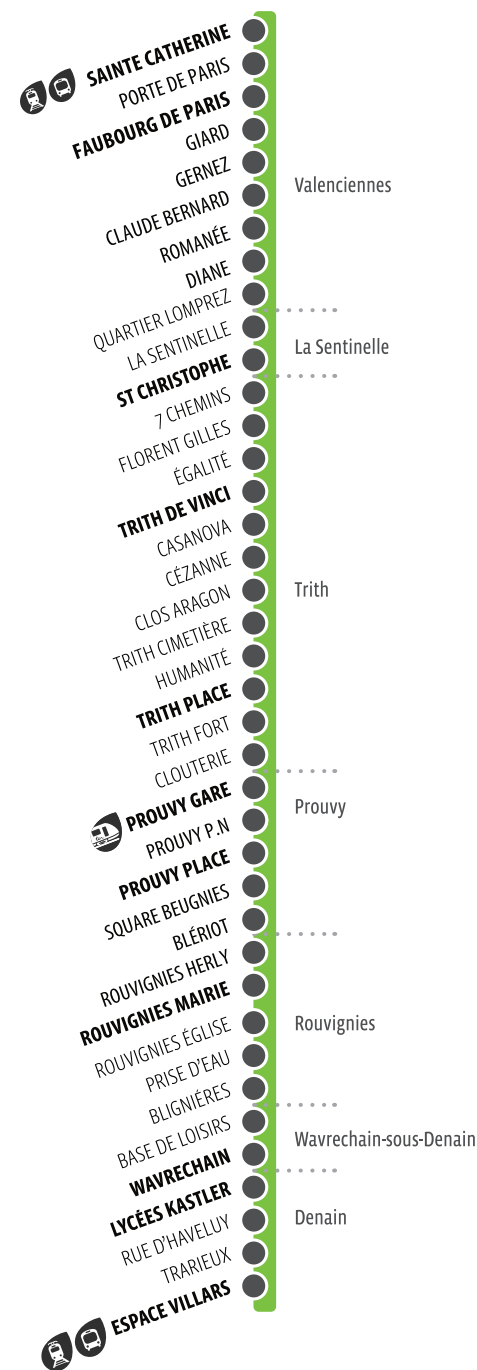 SAINTE CATHERINE
PORTE DE PARIS
FAUBOURG DE PARIS
GIARD
GERNEZ
CLAUDE BERNARD
ROMANÉE
DIANE
QUARTIER LOMPREZ
LA SENTINELLE
ST CHRISTOPHE
7 CHEMINS
FLORENT GILLES
ÉGALITÉ
TRITH DE VINCI
CASANOVA
CÉZANNE
CLOS ARAGON
TRITH CIMETIÈRE
HUMANITÉ
TRITH PLACE
TRITH FORT
CLOUTERIE
PROUVY GARE
PROUVY P.N
PROUVY PLACE
SQUARE BEUGNIES
BLÉRIOT
ROUVIGNIES HERLY
ROUVIGNIES MAIRIE
ROUVIGNIES ÉGLISE
PRISE D'EAU
BLIGNIÉRES
BASE DE LOISIRS
WAVRECHAIN
LYCÉES KASTLER
RUE D'HAVELUY
TRARIEUX
ESPACE VILLARS
Valenciennes
La Sentinelle
Trith
Prouvy
Rouvignies
Wavrechain-sous-Denain
Denain